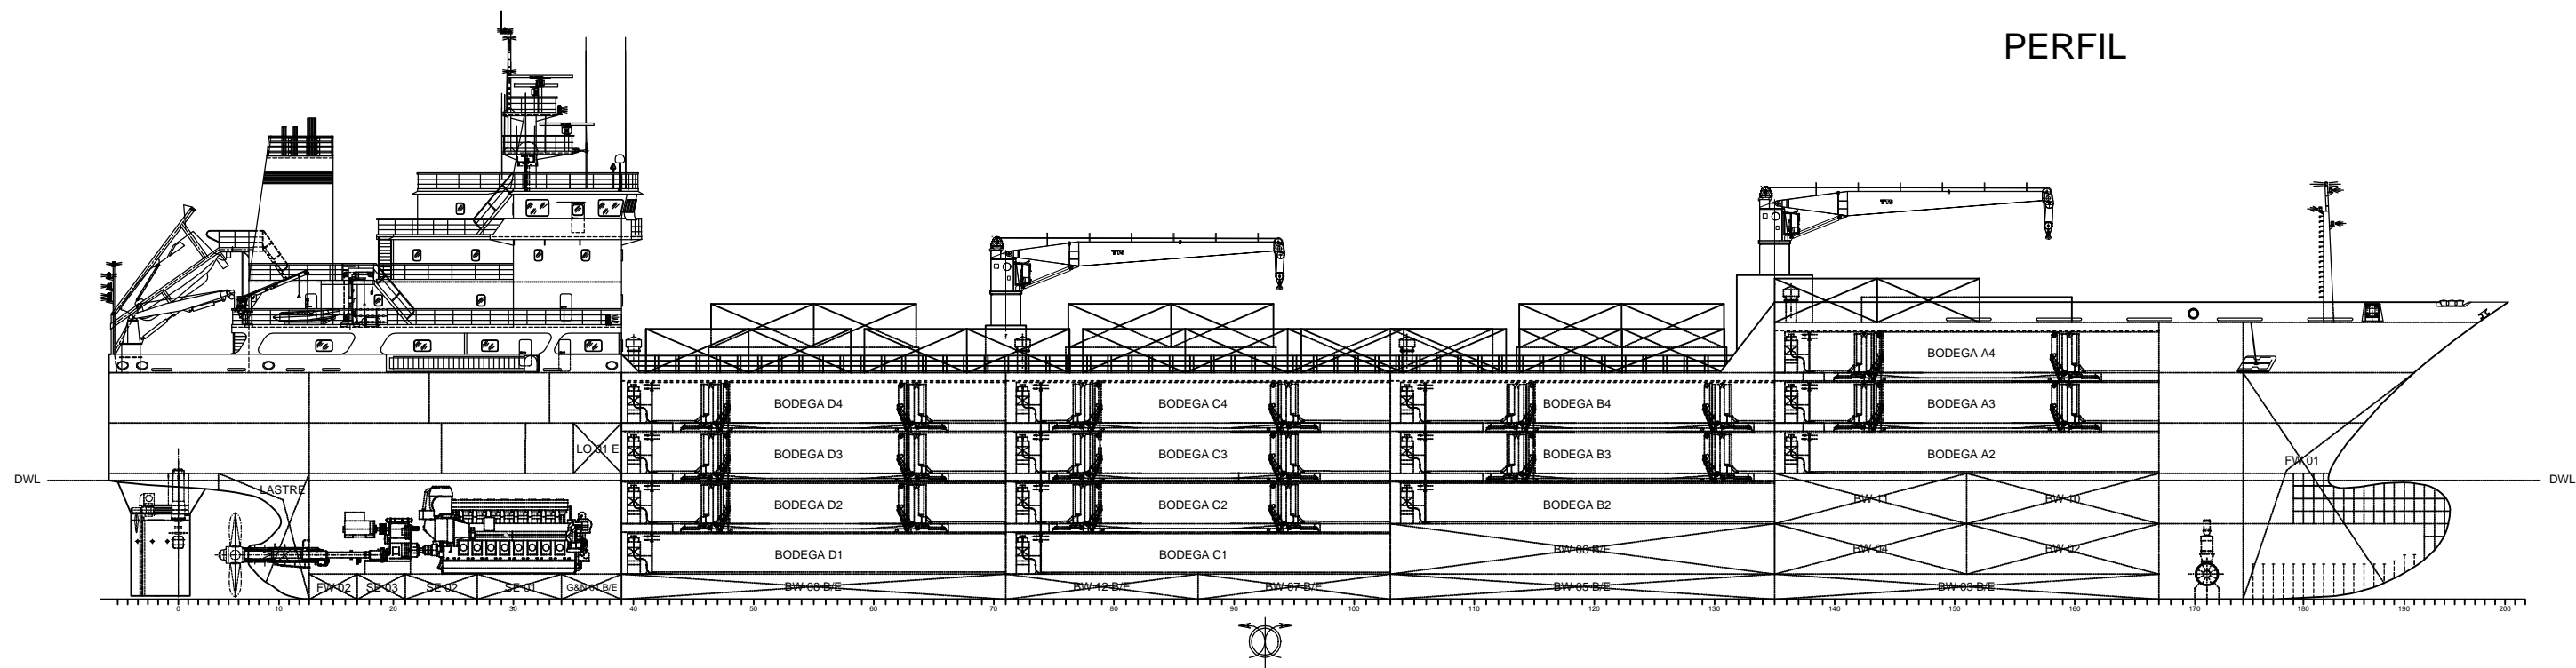 PERFIL
TTS
TTS
BODEGA A4
BODEGA D4 BODEGA C4 BODEGA B4 BODEGA A3
LO 01 E BODEGA D3 BODEGA C3 BODEGA B3 BODEGA A2
FW 01
DWL DWL
LASTRE BODEGA D2 BODEGA C2 BODEGA B2 BW 11 BW 10
BODEGA D1 BODEGA C1 BW 04 BW 02
FW 02 SE 03 SE 02 SE 01 BW 12 B/E BW 07 B/E BW 05 B/E BW 03 B/E
0 10 20 30 40 50 60 70 80 90 100 110 120 130 140 150 160 170 180 190 200